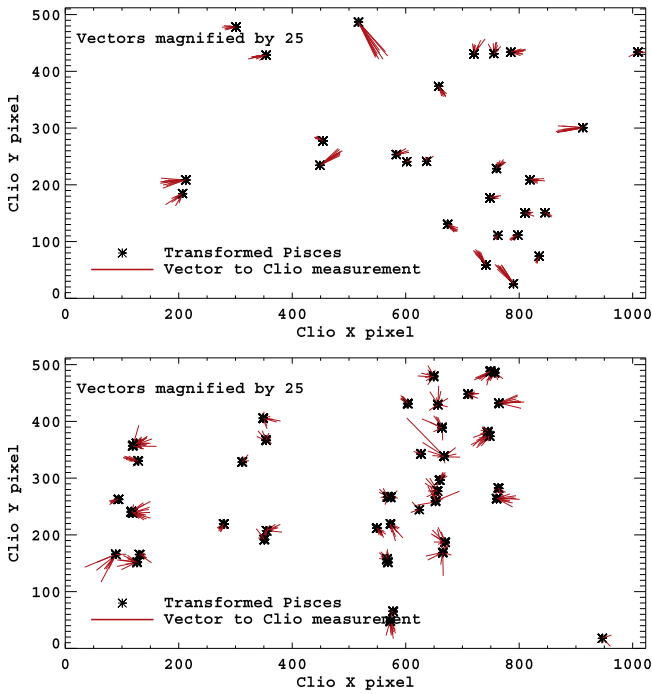 500
Vectors magnified by 25
400
300
Clio Y pixel
200
100
Transformed Pisces
Vector to Clio measurement
0
0 200 400 600 800 1000
Clio X pixel
500
Vectors magnified by 25
400
300
Clio Y pixel
200
100
Transformed Pisces
Vector to Clio measurement
0
0 200 400 600 800 1000
Clio X pixel